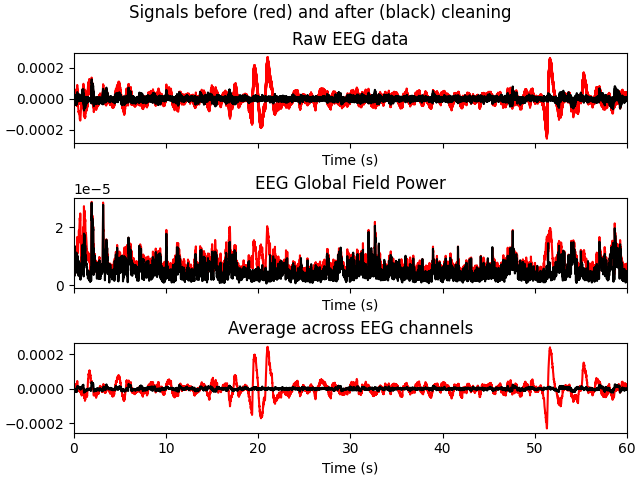 Signals before (red) and after (black) cleaning
Raw EEG data
0.0002
0.0000
−0.0002
Time (s)
EEG Global Field Power
1e−5
2
0
Time (s)
Average across EEG channels
0.0002
0.0000
−0.0002
0 10 20 30 40 50 60
Time (s)